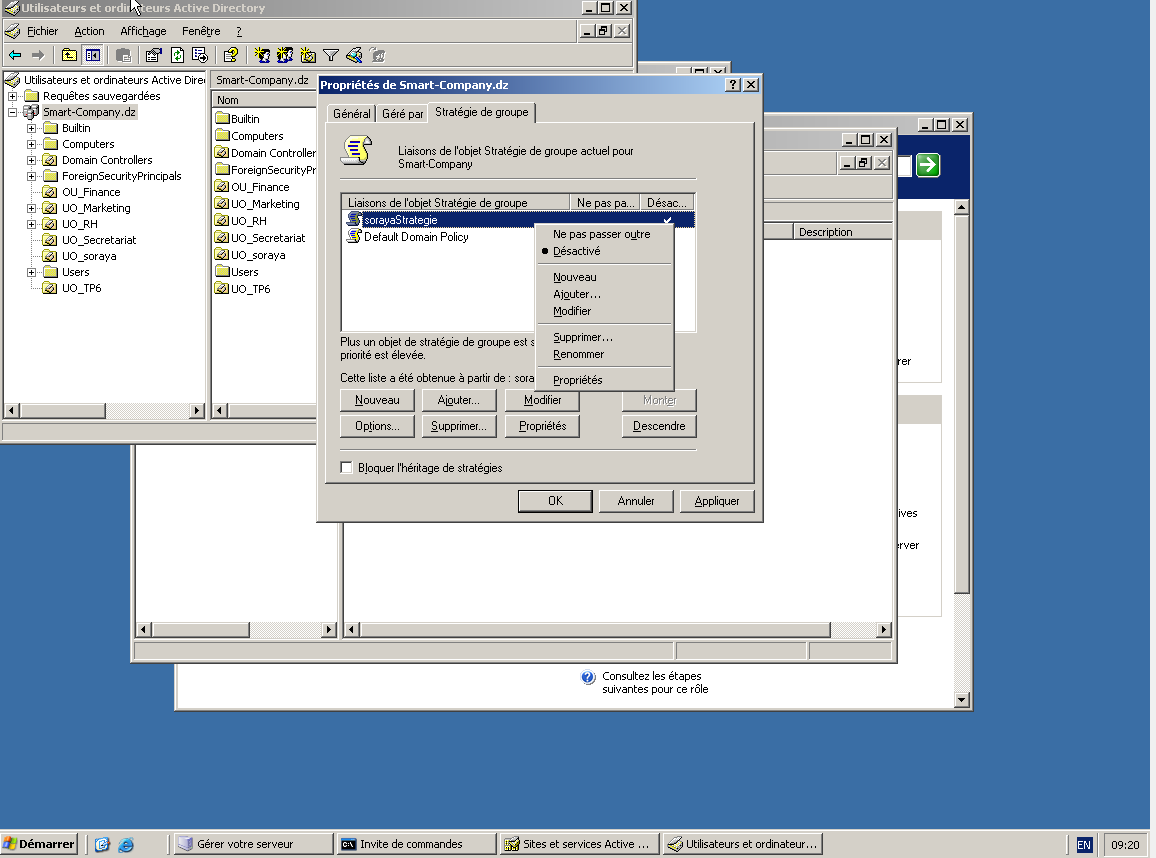 Utilisateurs et ordinateurs Active Directory
Fichier Action Affichage Fenêtre ?
Utilisateurs et ordinateurs Active Dire
Requêtes sauvegardées
Smart-Company.dz
Builtin
Computers
Domain Controllers
ForeignSecurityPrincipals
OU_Finance
UO_Marketing
UO_RH
UO_Secretariat
UO_soraya
Users
UO_TP6
Smart-Company.dz
Nom
Builtin
Computers
Domain Controller
ForeignSecurityPr
OU_Finance
UO_Marketing
UO_RH
UO_Secretariat
UO_soraya
Users
UO_TP6
Propriétés de Smart-Company.dz
Général Géré par Stratégie de groupe
Liaisons de l'objet Stratégie de groupe actuel pour
Smart-Company
Liaisons de l'objet Stratégie de groupe Ne pas pa... Désac...
sorayaStrategie
Default Domain Policy
Ne pas passer outre
Désactivé
Nouveau
Ajouter...
Modifier
Supprimer...
Renommer
Propriétés
Plus un objet de stratégie de groupe est s
priorité est élevée.
Cette liste a été obtenue à partir de : sora
Nouveau Ajouter... Modifier Monter
Options... Supprimer... Propriétés Descendre
Bloquer l'héritage de stratégies
OK Annuler Appliquer
Description
rer
ives
erver
Consultez les étapes
suivantes pour ce rôle
Démarrer Gérer votre serveur Invite de commandes Sites et services Active ... Utilisateurs et ordinateur... EN 09:20